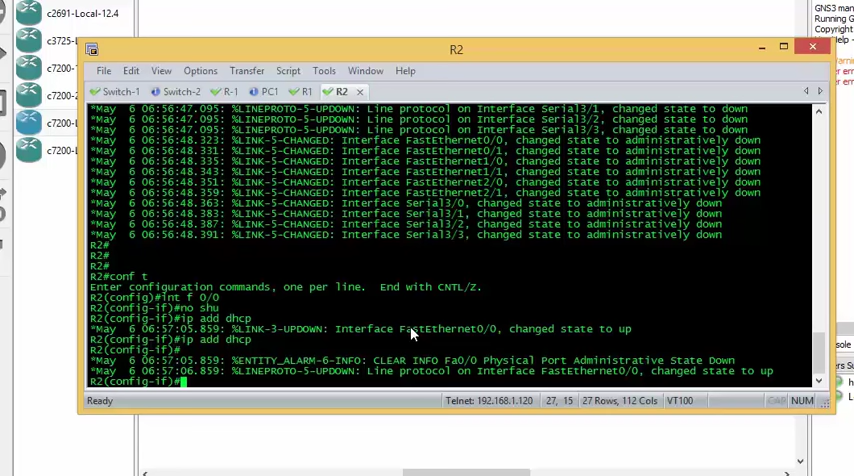 c2691-Local-12.4
c3725-Local-
c7200-1
c7200-2
c7200-L
c7200-L
GNS3 man
Running G
Copyright
R2
File Edit View Options Transfer Script Tools Window Help
Switch-1 Switch-2 R-1 PC1 R1 R2
*May 6 06:56:47.095: %LINEPROTO-5-UPDOWN: Line protocol on Interface Serial3/1, changed state to down
*May 6 06:56:47.095: %LINEPROTO-5-UPDOWN: Line protocol on Interface Serial3/2, changed state to down
*May 6 06:56:47.095: %LINEPROTO-5-UPDOWN: Line protocol on Interface Serial3/3, changed state to down
*May 6 06:56:48.323: %LINK-5-CHANGED: Interface FastEthernet0/0, changed state to administratively down
*May 6 06:56:48.331: %LINK-5-CHANGED: Interface FastEthernet0/1, changed state to administratively down
*May 6 06:56:48.335: %LINK-5-CHANGED: Interface FastEthernet1/0, changed state to administratively down
*May 6 06:56:48.343: %LINK-5-CHANGED: Interface FastEthernet1/1, changed state to administratively down
*May 6 06:56:48.351: %LINK-5-CHANGED: Interface FastEthernet2/0, changed state to administratively down
*May 6 06:56:48.359: %LINK-5-CHANGED: Interface FastEthernet2/1, changed state to administratively down
*May 6 06:56:48.363: %LINK-5-CHANGED: Interface Serial3/0, changed state to administratively down
*May 6 06:56:48.383: %LINK-5-CHANGED: Interface Serial3/1, changed state to administratively down
*May 6 06:56:48.387: %LINK-5-CHANGED: Interface Serial3/2, changed state to administratively down
*May 6 06:56:48.391: %LINK-5-CHANGED: Interface Serial3/3, changed state to administratively down
R2#
R2#
R2#
R2#conf t
Enter configuration commands, one per line. End with CNTL/Z.
R2(config)#int f 0/0
R2(config-if)#no shu
R2(config-if)#ip add dhcp
*May 6 06:57:05.859: %LINK-3-UPDOWN: Interface FastEthernet0/0, changed state to up
R2(config-if)#ip add dhcp
R2(config-if)#
*May 6 06:57:05.859: %ENTITY_ALARM-6-INFO: CLEAR INFO Fa0/0 Physical Port Administrative State Down
*May 6 06:57:06.859: %LINEPROTO-5-UPDOWN: Line protocol on Interface FastEthernet0/0, changed state to up
R2(config-if)#
Ready Telnet: 192.168.1.120 27, 15 27 Rows, 112 Cols VT100 CAP NUM